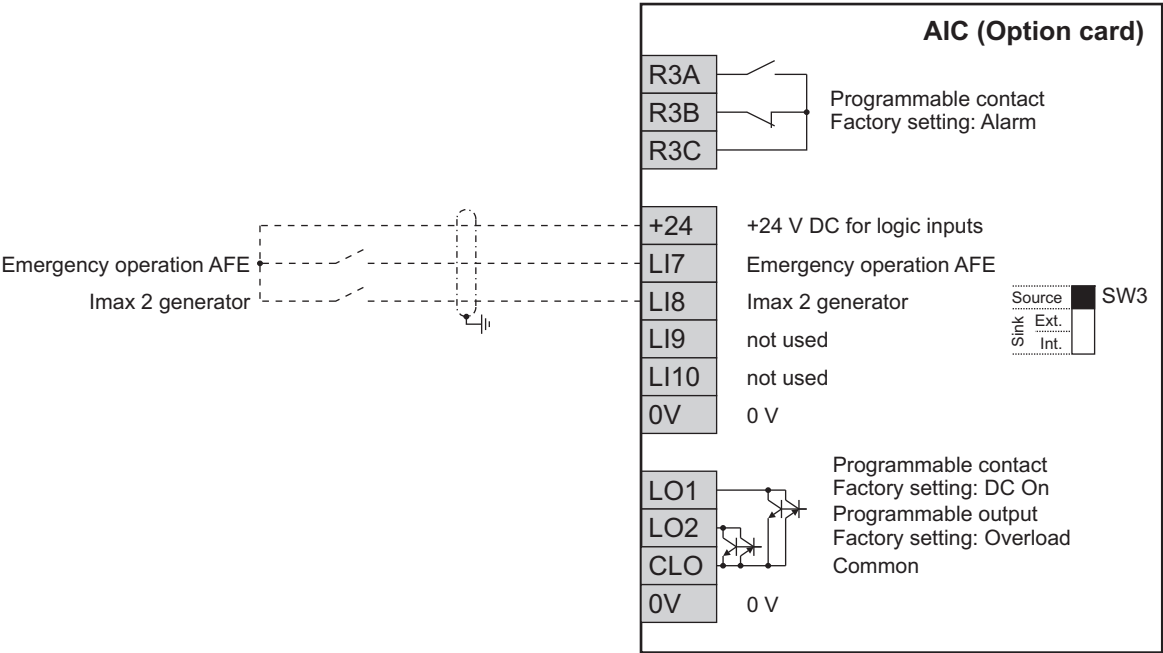 AIC (Option card)
R3A
R3B
R3C
Programmable contact
Factory setting: Alarm
+24 +24 V DC for logic inputs
Emergency operation AFE LI7 Emergency operation AFE
Imax 2 generator LI8 Imax 2 generator
LI9 not used
LI10 not used
0V 0 V
Source SW3
Sink
Ext.
Int.
LO1
LO2
CLO
0V 0 V
Programmable contact
Factory setting: DC On
Programmable output
Factory setting: Overload
Common